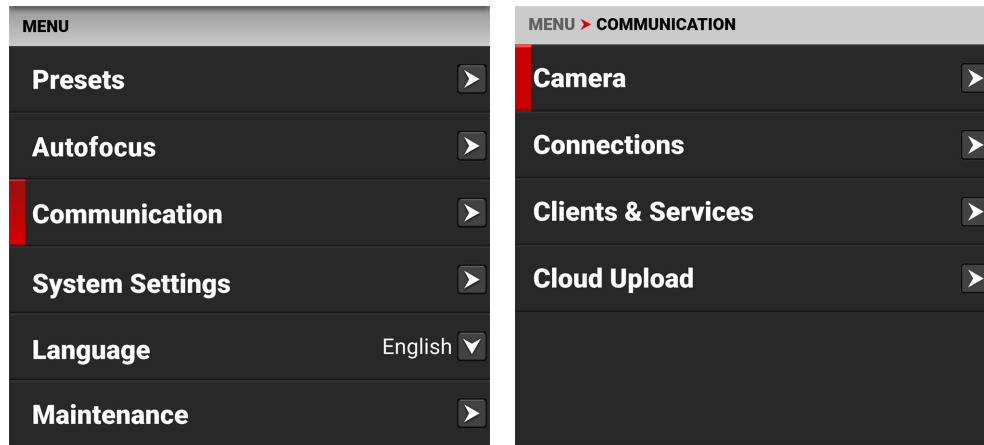 MENU
Presets
Autofocus
Communication
System Settings
Language English
Maintenance
MENU > COMMUNICATION
Camera
Connections
Clients & Services
Cloud Upload